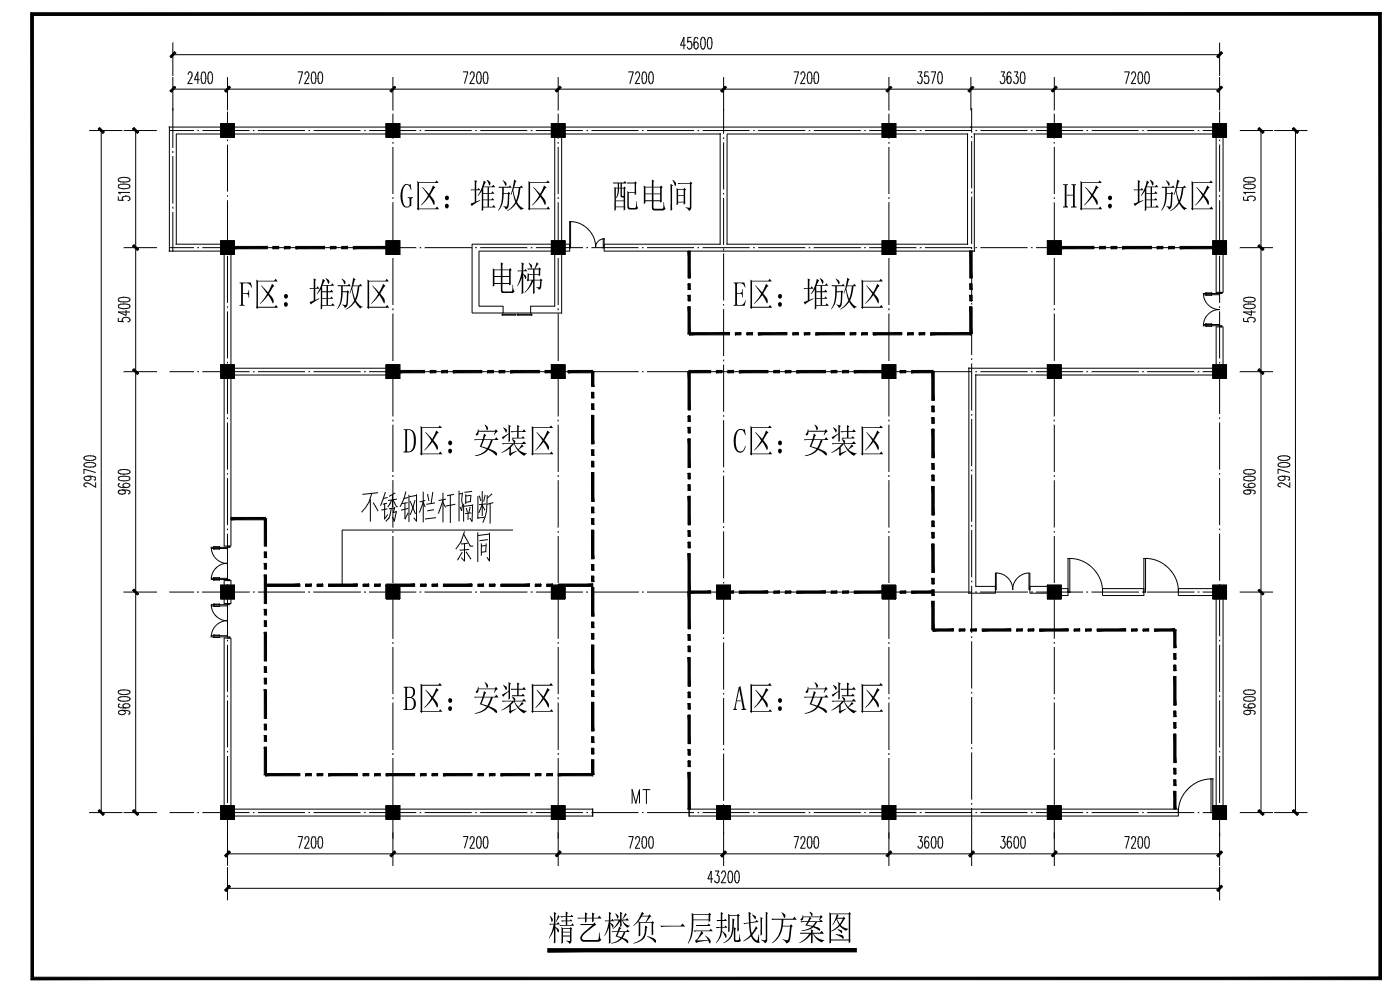 45600
2400 7200 7200 7200 7200 3570 3630 7200
5100 G区：堆放区 配电间 H区：堆放区 5100
5400 F区：堆放区 电梯 E区：堆放区 5400
29700 9600 D区：安装区 C区：安装区 9600 29700
不锈钢栏杆隔断
余同
9600 B区：安装区 A区：安装区 9600
MT
7200 7200 7200 7200 3600 3600 7200
43200
精艺楼负一层规划方案图